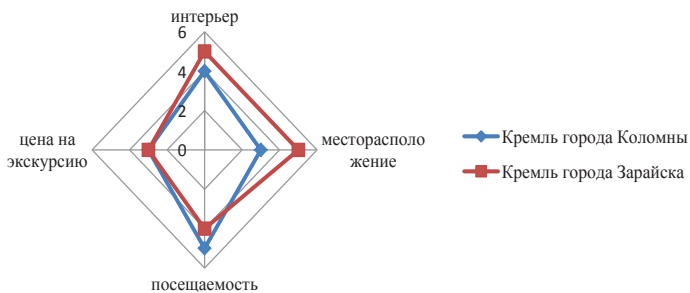 интерьер
6
4
2
0
цена на
экскурсию
месторасполо
жение
посещаемость
Кремль города Коломны
Кремль города Зарайска